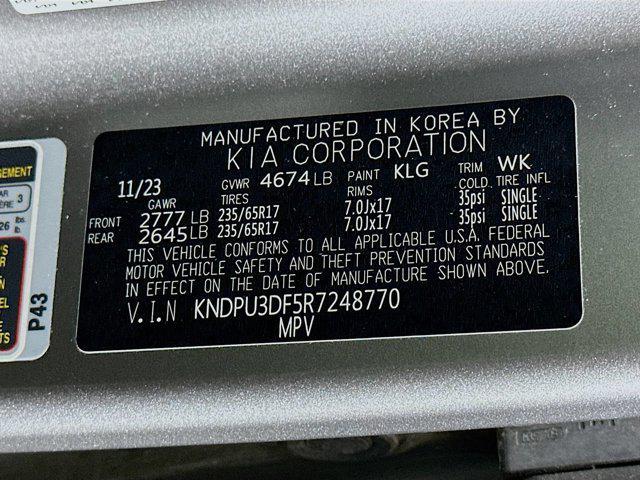 MANUFACTURED IN KOREA BY
KIA CORPORATION
11/23 GVWR 4674 LB PAINT KLG TRIM WK
GAWR TIRES RIMS COLD TIRE INFL
FRONT 2777 LB 235/65R17 7.0Jx17 35psi SINGLE
REAR 2645 LB 235/65R17 7.0Jx17 35psi SINGLE
THIS VEHICLE CONFORMS TO ALL APPLICABLE U.S.A. FEDERAL
MOTOR VEHICLE SAFETY AND THEFT PREVENTION STANDARDS
IN EFFECT ON THE DATE OF MANUFACTURE SHOWN ABOVE.
V.I.N KNDPU3DF5R7248770
MPV
P43